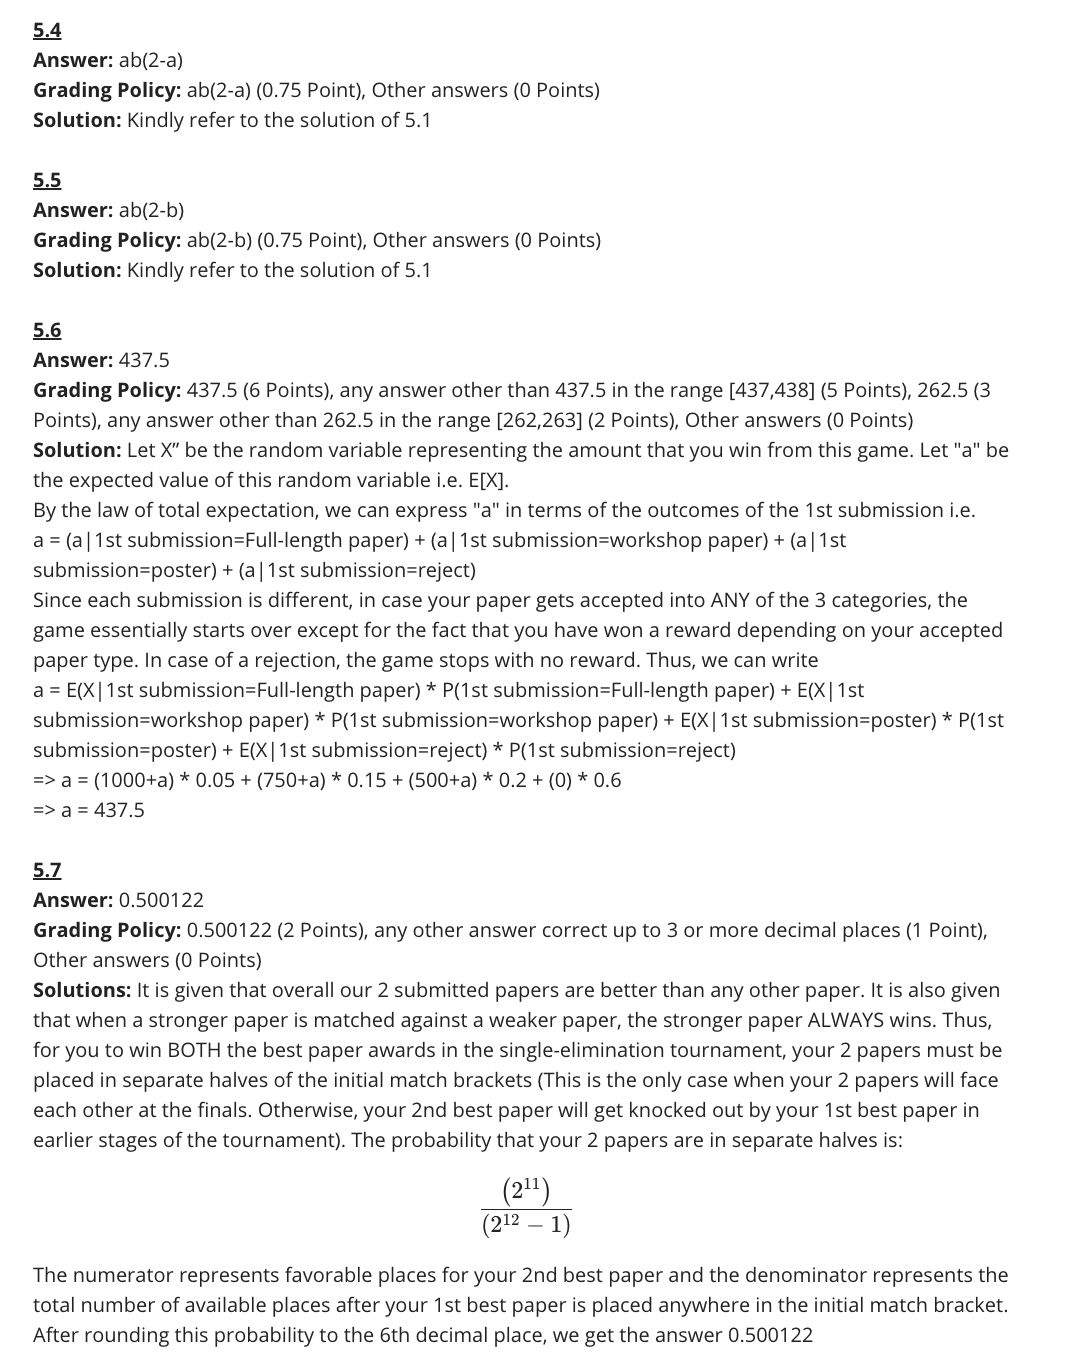 5.4
Answer: ab(2-a)
Grading Policy: ab(2-a) (0.75 Point), Other answers (0 Points)
Solution: Kindly refer to the solution of 5.1
5.5
Answer: ab(2-b)
Grading Policy: ab(2-b) (0.75 Point), Other answers (0 Points)
Solution: Kindly refer to the solution of 5.1
5.6
Answer: 437.5
Grading Policy: 437.5 (6 Points), any answer other than 437.5 in the range [437,438] (5 Points), 262.5 (3
Points), any answer other than 262.5 in the range [262,263] (2 Points), Other answers (0 Points)
Solution: Let X” be the random variable representing the amount that you win from this game. Let "a" be
the expected value of this random variable i.e. E[X].
By the law of total expectation, we can express "a" in terms of the outcomes of the 1st submission i.e.
a = (a|1st submission=Full-length paper) + (a|1st submission=workshop paper) + (a|1st
submission=poster) + (a|1st submission=reject)
Since each submission is different, in case your paper gets accepted into ANY of the 3 categories, the
game essentially starts over except for the fact that you have won a reward depending on your accepted
paper type. In case of a rejection, the game stops with no reward. Thus, we can write
a = E(X|1st submission=Full-length paper) * P(1st submission=Full-length paper) + E(X|1st
submission=workshop paper) * P(1st submission=workshop paper) + E(X|1st submission=poster) * P(1st
submission=poster) + E(X|1st submission=reject) * P(1st submission=reject)
=> a = (1000+a) * 0.05 + (750+a) * 0.15 + (500+a) * 0.2 + (0) * 0.6
=> a = 437.5
5.7
Answer: 0.500122
Grading Policy: 0.500122 (2 Points), any other answer correct up to 3 or more decimal places (1 Point),
Other answers (0 Points)
Solutions: It is given that overall our 2 submitted papers are better than any other paper. It is also given
that when a stronger paper is matched against a weaker paper, the stronger paper ALWAYS wins. Thus,
for you to win BOTH the best paper awards in the single-elimination tournament, your 2 papers must be
placed in separate halves of the initial match brackets (This is the only case when your 2 papers will face
each other at the finals. Otherwise, your 2nd best paper will get knocked out by your 1st best paper in
earlier stages of the tournament). The probability that your 2 papers are in separate halves is:
(2¹¹)
(2¹² − 1)
The numerator represents favorable places for your 2nd best paper and the denominator represents the
total number of available places after your 1st best paper is placed anywhere in the initial match bracket.
After rounding this probability to the 6th decimal place, we get the answer 0.500122